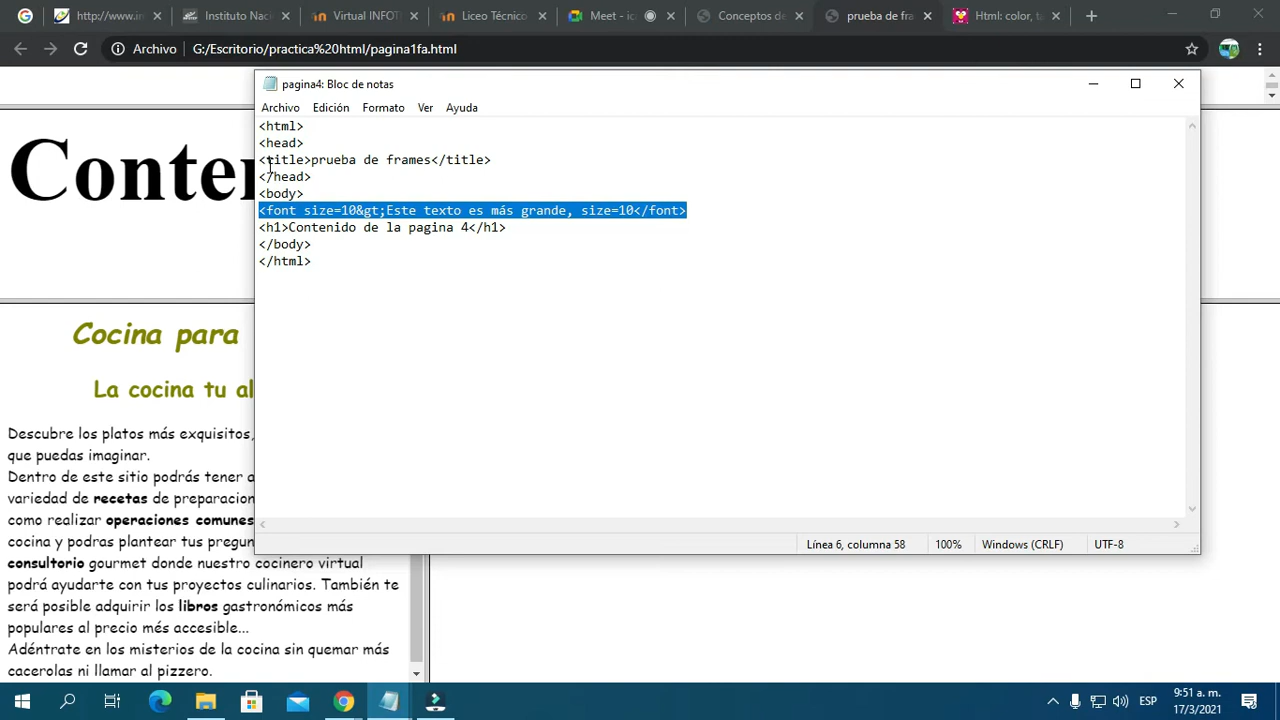 http://www.in
Instituto Nac
Virtual INFOT
Liceo Técnico
Meet - ic
Conceptos de
prueba de fra
Html: color, ta
Archivo
G:/Escritorio/practica%20html/pagina1fa.html
pagina4: Bloc de notas
Archivo Edición Formato Ver Ayuda
<html>
<head>
<title>prueba de frames</title>
</head>
<body>
<font size=10&gt;Este texto es más grande, size=10</font>
<h1>Contenido de la pagina 4</h1>
</body>
</html>
Línea 6, columna 58 100% Windows (CRLF) UTF-8
Conten
Cocina para
La cocina tu al
Descubre los platos más exquisitos,
que puedas imaginar.
Dentro de este sitio podrás tener a
variedad de recetas de preparacion
como realizar operaciones comunes
cocina y podras plantear tus pregun
consultorio gourmet donde nuestro cocinero virtual
podrá ayudarte con tus proyectos culinarios. También te
será posible adquirir los libros gastronómicos más
populares al precio més accesible...
Adéntrate en los misterios de la cocina sin quemar más
cacerolas ni llamar al pizzero.
ESP
9:51 a. m.
17/3/2021